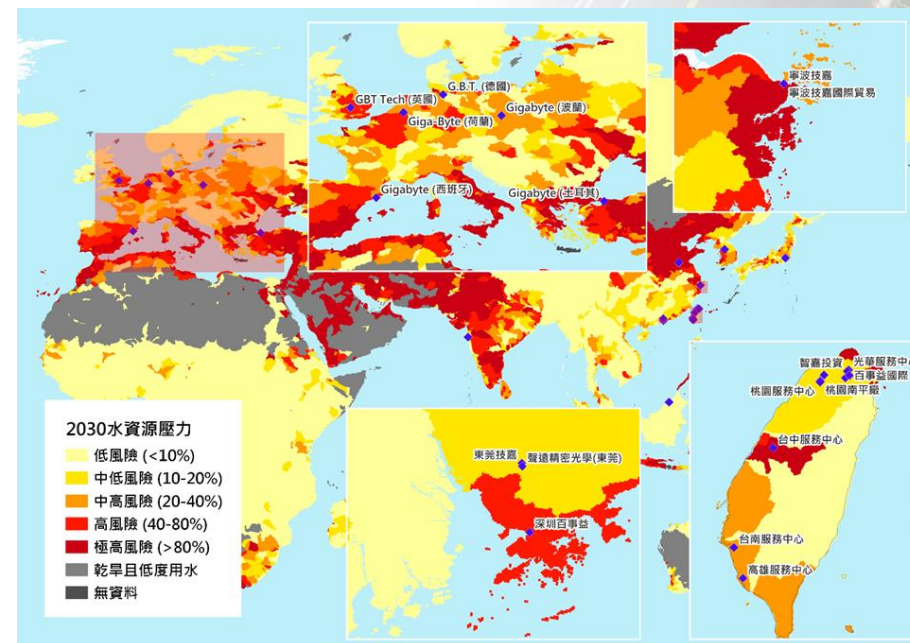 GBT Tech (英國)
G.B.T. (德國)
Giga-Byte (荷蘭)
Gigabyte (波蘭)
Gigabyte (西班牙)
Gigabyte (土耳其)
寧波技嘉
寧波技嘉國際貿易
2030水資源壓力
低風險 (<10%)
中低風險 (10-20%)
中高風險 (20-40%)
高風險 (40-80%)
極高風險 (>80%)
乾旱且低度用水
無資料
東莞技嘉
聲遠精密光學(東莞)
深圳百事益
智嘉投資
光華服務中心
百事益國際
桃園服務中心
桃園南平廠
台中服務中心
台南服務中心
高雄服務中心